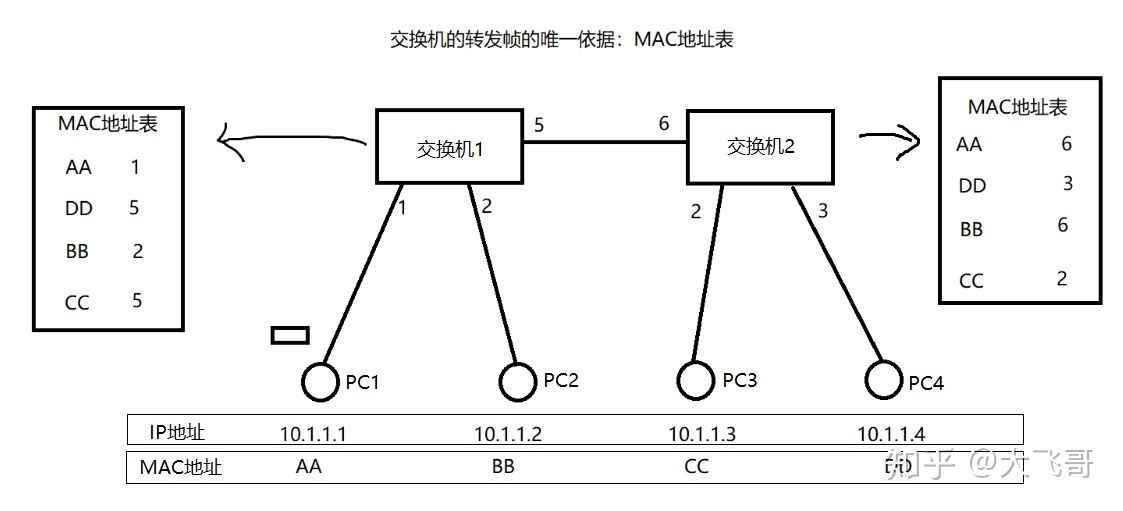 交换机的转发帧的唯一依据：MAC地址表
MAC地址表
AA 1
DD 5
BB 2
CC 5
交换机1
5
6
交换机2
1
2
2
3
MAC地址表
AA 6
DD 3
BB 6
CC 2
PC1
PC2
PC3
PC4
IP地址 10.1.1.1 10.1.1.2 10.1.1.3 10.1.1.4
MAC地址 AA BB CC DD
知乎 @大飞哥